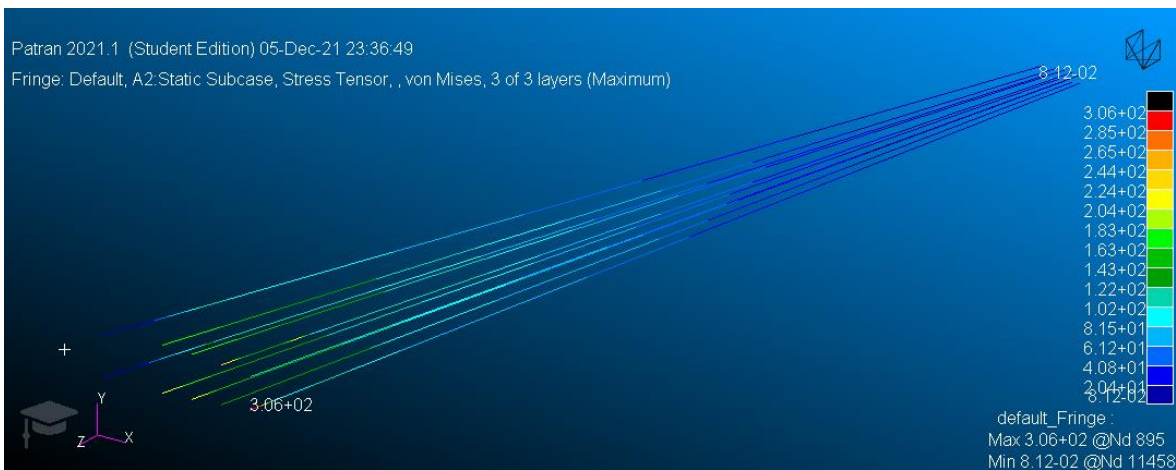 Patran 2021.1 (Student Edition) 05-Dec-21 23:36:49
Fringe: Default, A2:Static Subcase, Stress Tensor, , von Mises, 3 of 3 layers (Maximum)
8.12-02
3.06+02
2.85+02
2.65+02
2.44+02
2.24+02
2.04+02
1.83+02
1.63+02
1.43+02
1.22+02
1.02+02
8.15+01
6.12+01
4.08+01
2.04+01
8.12-02
3.06+02
Y
Z
X
default_Fringe :
Max 3.06+02 @Nd 895
Min 8.12-02 @Nd 11458